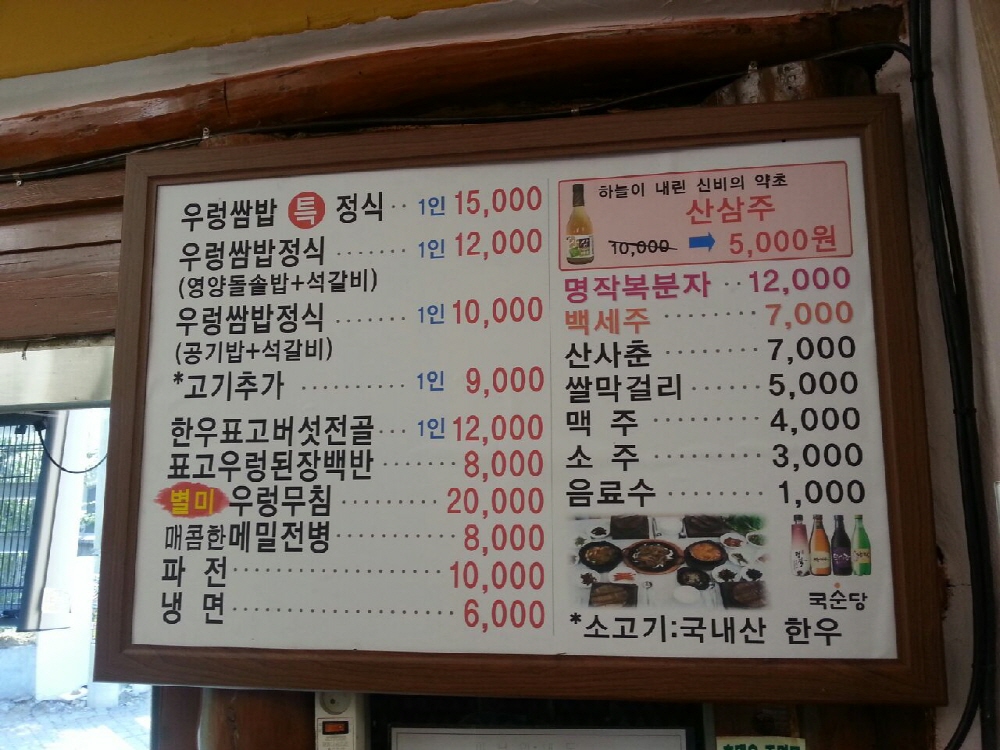 우렁쌈밥 특 정식 ·· 1인 15,000
우렁쌈밥정식 ······· 1인 12,000
(영양돌솥밥+석갈비)
우렁쌈밥정식 ······· 1인 10,000
(공기밥+석갈비)
*고기추가 ·········· 1인 9,000
한우표고버섯전골 ··· 1인 12,000
표고우렁된장백반 ······· 8,000
별미 우렁무침 ·········· 20,000
매콤한메밀전병 ·········· 8,000
파 전 ···················· 10,000
냉 면 ···················· 6,000
하늘이 내린 신비의 약초
산삼주
10,000 5,000원
명작복분자 ·· 12,000
백세주 ········ 7,000
산사춘 ········ 7,000
쌀막걸리 ······ 5,000
맥 주 ········· 4,000
소 주 ········· 3,000
음료수 ········ 1,000
국순당
*소고기:국내산 한우